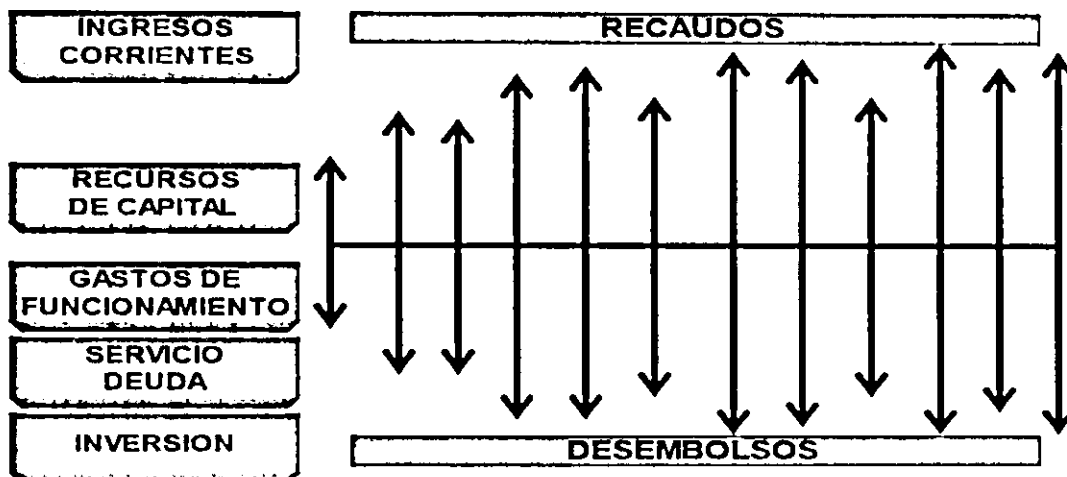 INGRESOS
CORRIENTES
RECAUDOS
RECURSOS
DE CAPITAL
GASTOS DE
FUNCIONAMIENTO
SERVICIO
DEUDA
INVERSION
DESEMBOLSOS